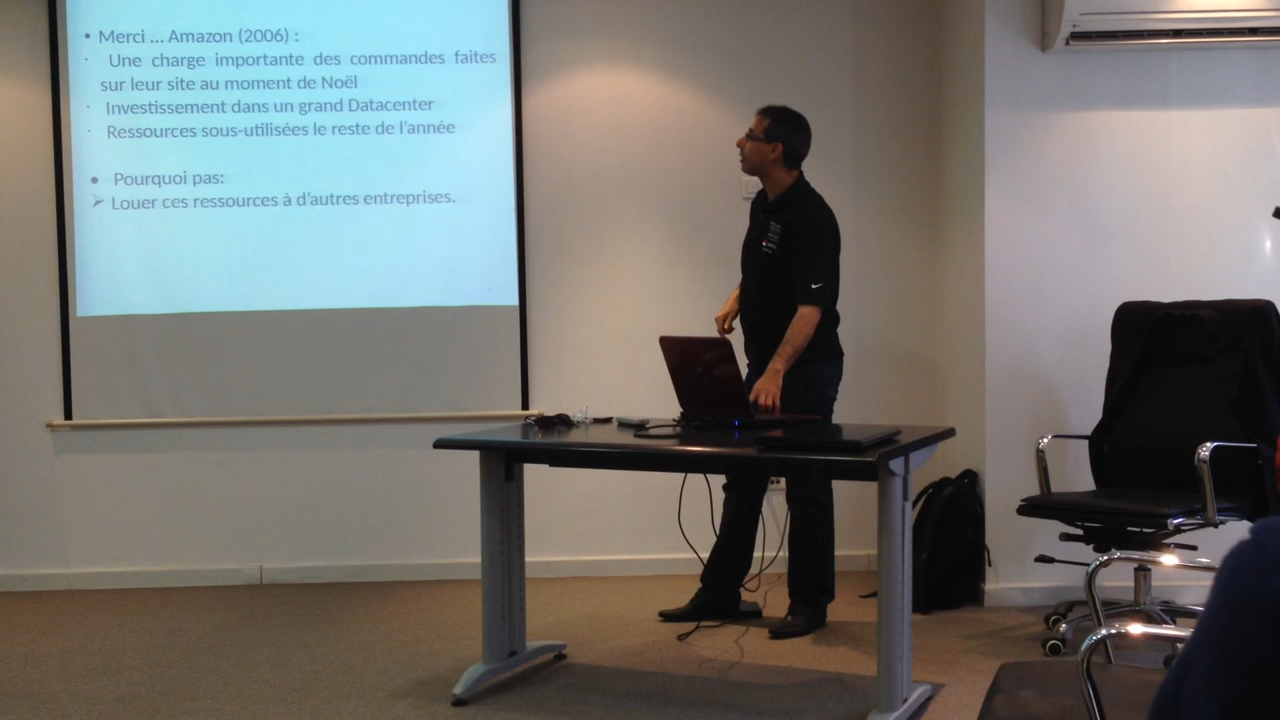 • Merci ... Amazon (2006) :
· Une charge importante des commandes faites
sur leur site au moment de Noël
· Investissement dans un grand Datacenter
· Ressources sous-utilisées le reste de l'année
• Pourquoi pas:
➢ Louer ces ressources à d'autres entreprises.